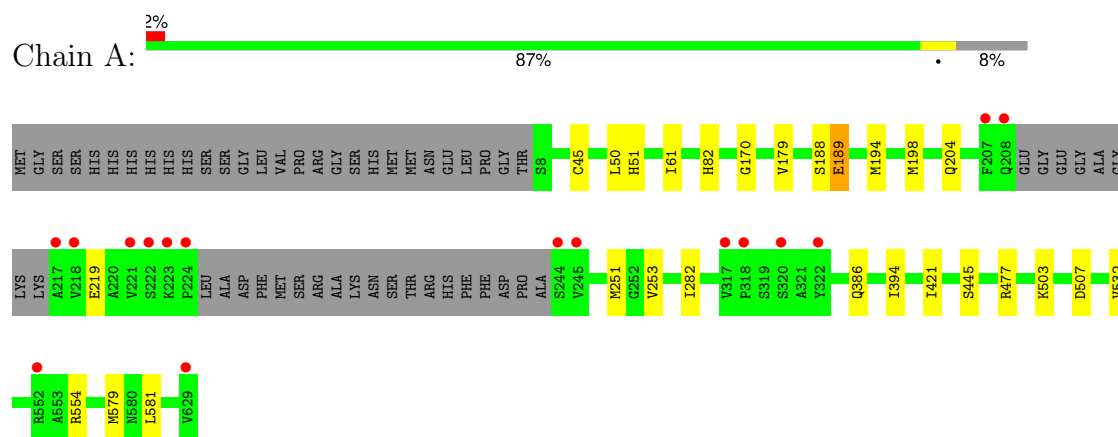 2%
Chain A:
87% • 8%
MET GLY SER SER HIS HIS HIS HIS HIS HIS SER SER GLY LEU VAL PRO ARG GLY SER HIS MET MET ASN GLU LEU PRO GLY THR S8 C45 L50 H51 I61 H82 G170 V179 S188 E189 M194 M198 Q204 F207 Q208 GLU GLY GLU GLY ALA GLY
LYS LYS A217 V218 E219 A220 V221 S222 K223 P224 LEU ALA ASP PHE MET SER ARG ALA LYS ASN SER THR ARG HIS PHE PHE ASP PRO ALA S244 V245 M251 G252 V253 I282 V317 P318 S319 S320 A321 Y322 Q386 I394 I421 S445 R477 K503 D507 V532
R552 A553 R554 M579 N580 L581 V629